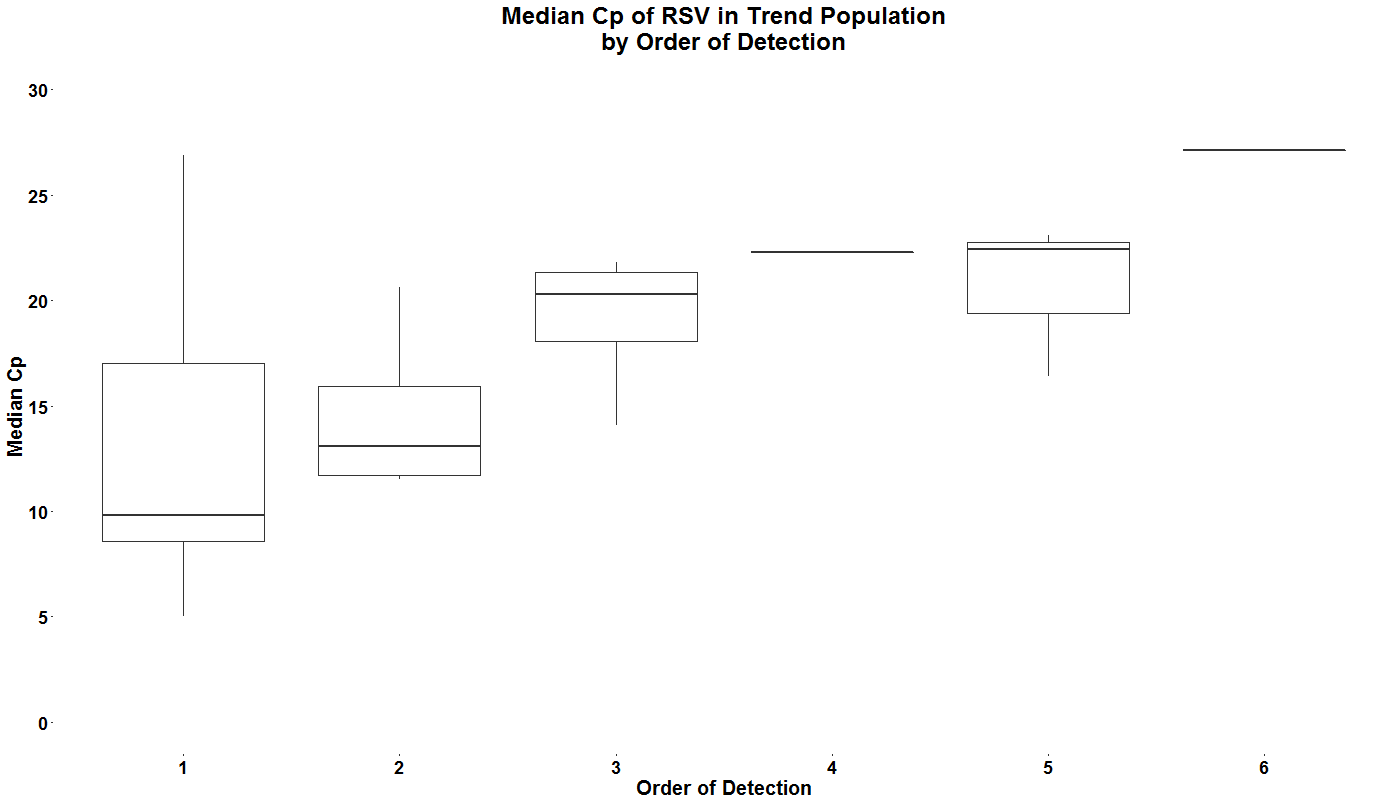 Median Cp of RSV in Trend Population
by Order of Detection
30
25
20
15
10
5
0
Median Cp
1 2 3 4 5 6
Order of Detection